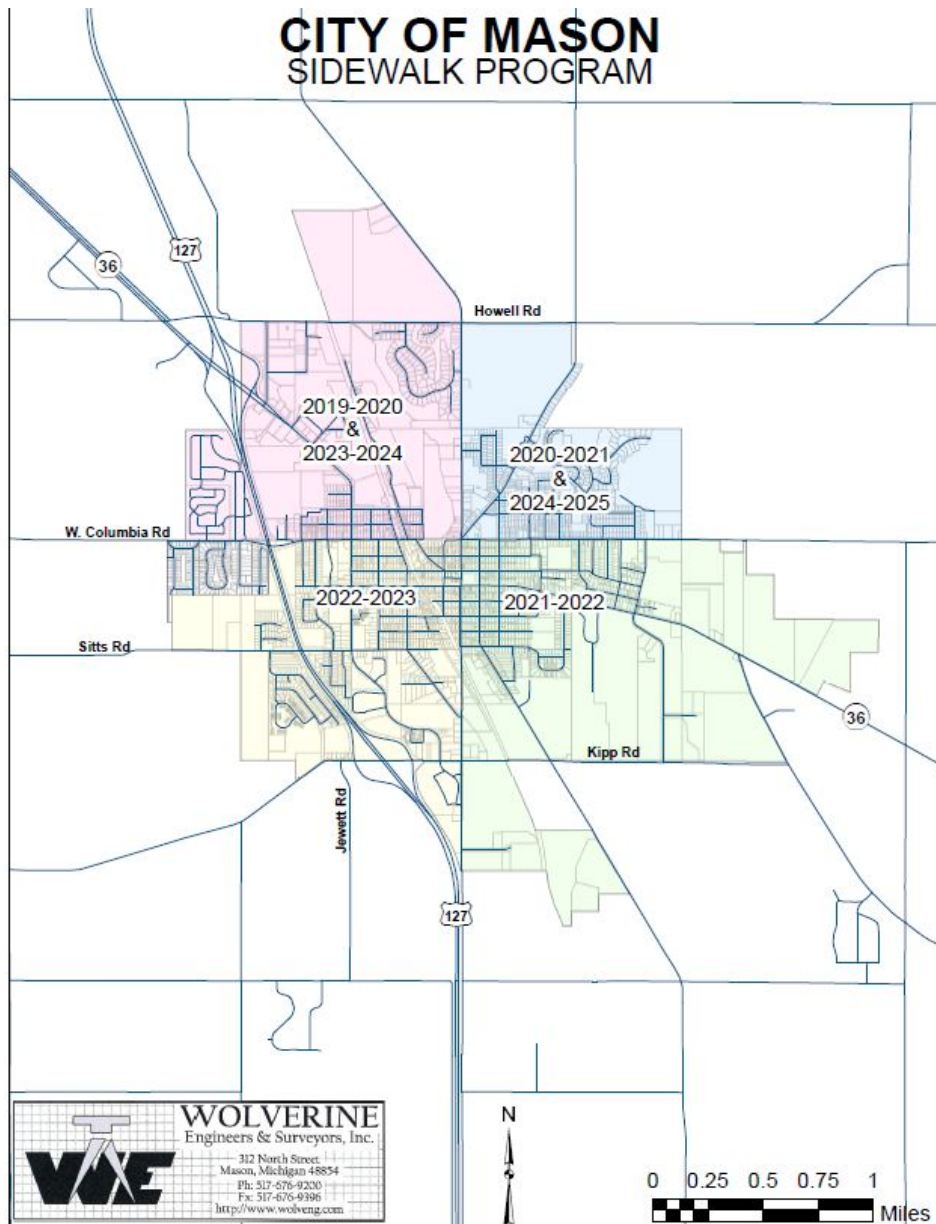 CITY OF MASON
SIDEWALK PROGRAM
127
36
Howell Rd
2019-2020
&
2023-2024
2020-2021
&
2024-2025
W. Columbia Rd
2022-2023
2021-2022
Sitts Rd
36
Kipp Rd
Jewett Rd
127
WOLVERINE
Engineers & Surveyors, Inc.
312 North Street
Mason, Michigan 48854
Ph: 517-676-9200
Fx: 517-676-9396
http://www.wolveng.com
WE
N
0 0.25 0.5 0.75 1
Miles